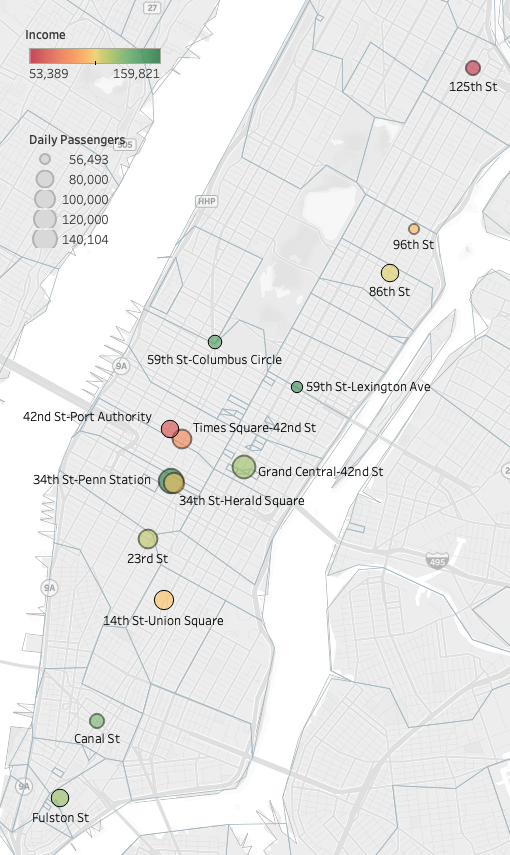 27
Income
53,389 159,821
125th St
Daily Passengers
505
56,493
80,000
100,000
120,000
140,104
HHP
96th St
86th St
59th St-Columbus Circle
9A
59th St-Lexington Ave
42nd St-Port Authority
Times Square-42nd St
Grand Central-42nd St
34th St-Penn Station
34th St-Herald Square
23rd St
495
9A
14th St-Union Square
Canal St
9A
Fulston St